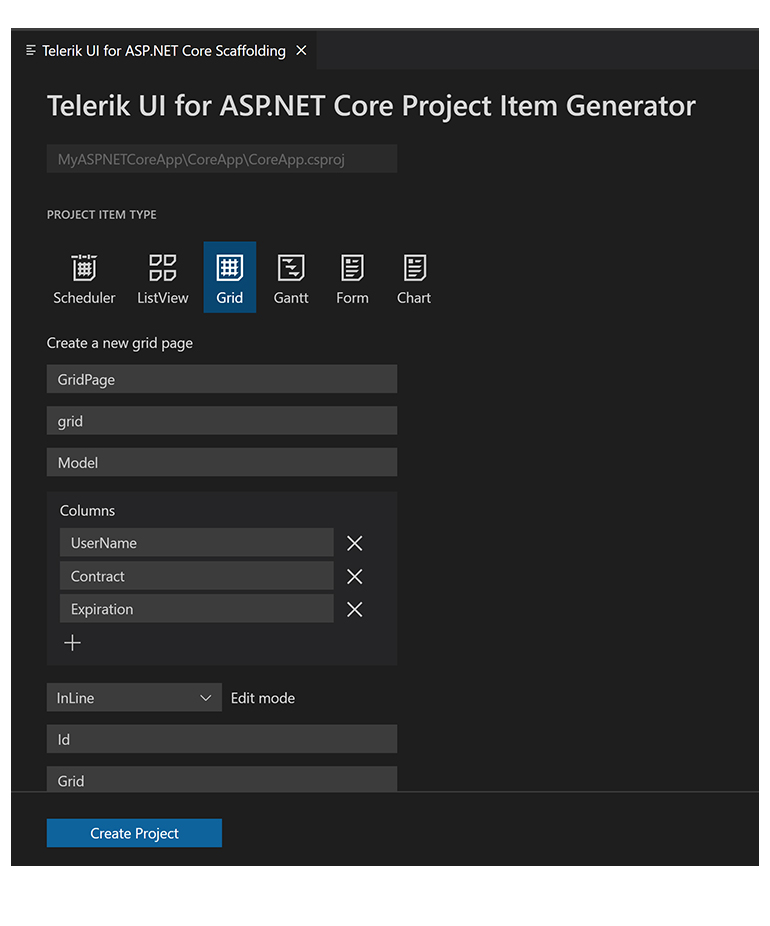 Telerik UI for ASP.NET Core Scaffolding
Telerik UI for ASP.NET Core Project Item Generator
MyASPNETCoreApp\CoreApp\CoreApp.csproj
PROJECT ITEM TYPE
Scheduler ListView Grid Gantt Form Chart
Create a new grid page
GridPage
grid
Model
Columns
UserName
Contract
Expiration
InLine Edit mode
Id
Grid
Create Project